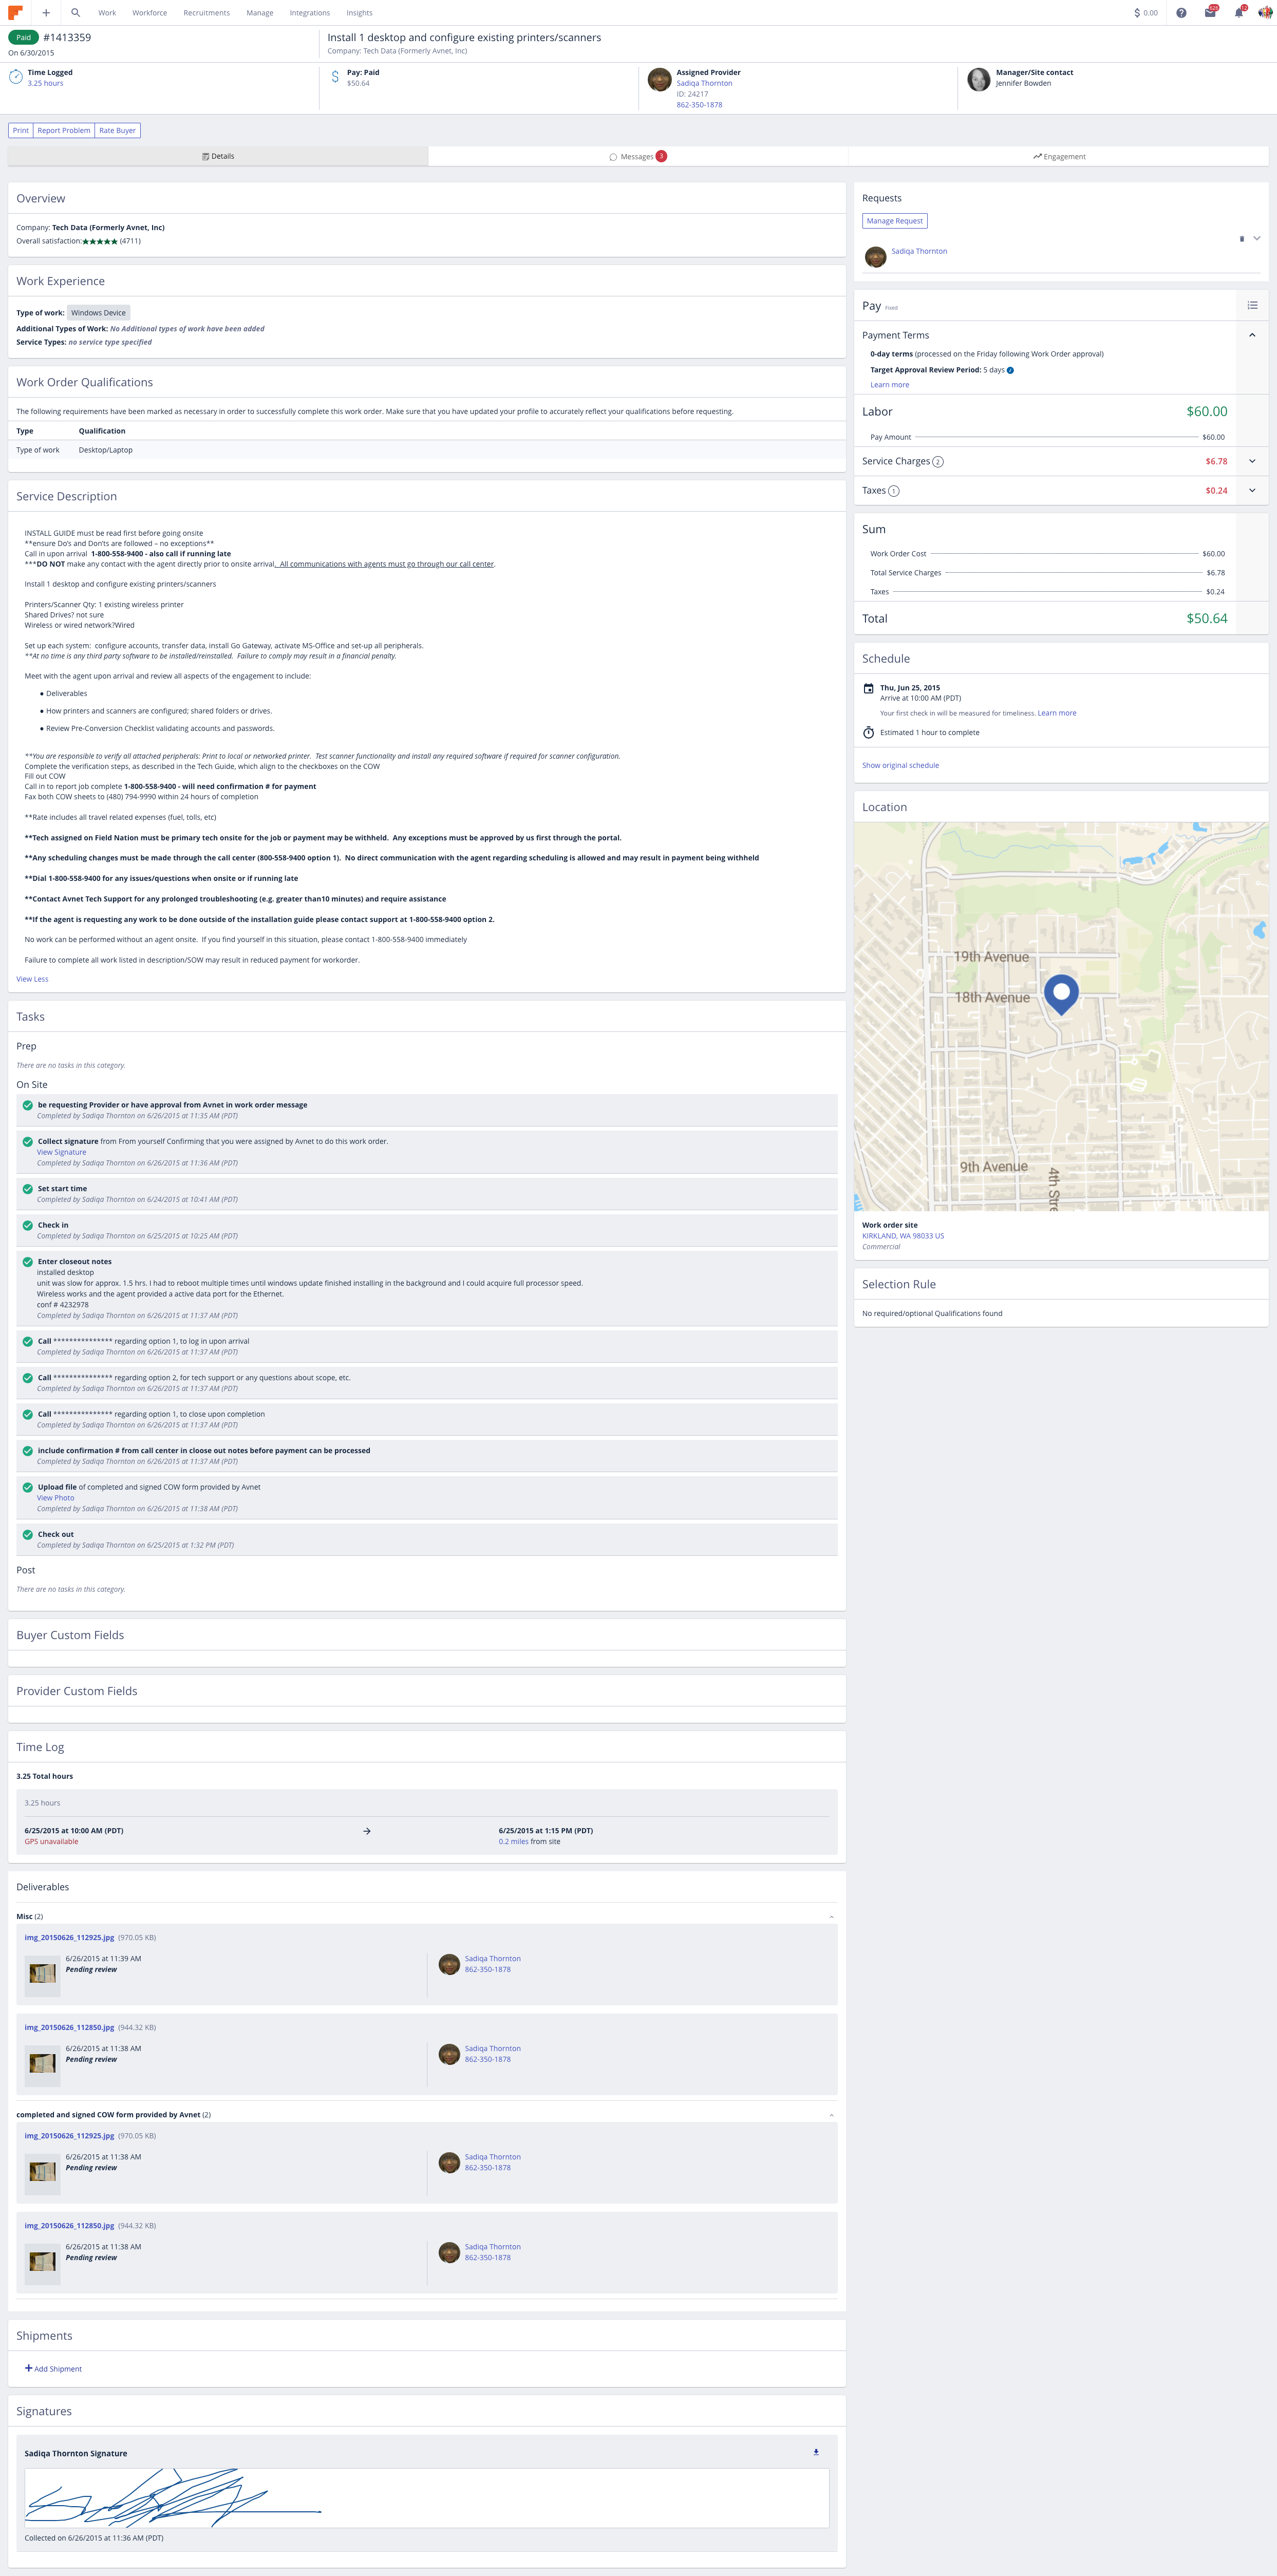 Work Workforce Recruitments Manage Integrations Insights
$ 0.00
Paid #1413359
On 6/30/2015
Install 1 desktop and configure existing printers/scanners
Company: Tech Data (Formerly Avnet, Inc)
Time Logged
3.25 hours
Pay: Paid
$50.64
Assigned Provider
Sadiqa Thornton
ID: 24217
862-350-1878
Manager/Site contact
Jennifer Bowden
Print Report Problem Rate Buyer
Details
Messages 3
Engagement
Overview
Company: Tech Data (Formerly Avnet, Inc)
Overall satisfaction:★★★★★ (4711)
Work Experience
Type of work: Windows Device
Additional Types of Work: No Additional types of work have been added
Service Types: no service type specified
Work Order Qualifications
The following requirements have been marked as necessary in order to successfully complete this work order. Make sure that you have updated your profile to accurately reflect your qualifications before requesting.
Type Qualification
Type of work Desktop/Laptop
Service Description
INSTALL GUIDE must be read first before going onsite
**ensure Do's and Don'ts are followed – no exceptions**
Call in upon arrival 1-800-558-9400 - also call if running late
***DO NOT make any contact with the agent directly prior to onsite arrival. All communications with agents must go through our call center.
Install 1 desktop and configure existing printers/scanners
Printers/Scanner Qty: 1 existing wireless printer
Shared Drives? not sure
Wireless or wired network?Wired
Set up each system: configure accounts, transfer data, install Go Gateway, activate MS-Office and set-up all peripherals.
**At no time is any third party software to be installed/reinstalled. Failure to comply may result in a financial penalty.
Meet with the agent upon arrival and review all aspects of the engagement to include:
● Deliverables
● How printers and scanners are configured; shared folders or drives.
● Review Pre-Conversion Checklist validating accounts and passwords.
**You are responsible to verify all attached peripherals: Print to local or networked printer. Test scanner functionality and install any required software if required for scanner configuration.
Complete the verification steps, as described in the Tech Guide, which align to the checkboxes on the COW
Fill out COW
Call in to report job complete 1-800-558-9400 - will need confirmation # for payment
Fax both COW sheets to (480) 794-9990 within 24 hours of completion
**Rate includes all travel related expenses (fuel, tolls, etc)
**Tech assigned on Field Nation must be primary tech onsite for the job or payment may be withheld. Any exceptions must be approved by us first through the portal.
**Any scheduling changes must be made through the call center (800-558-9400 option 1). No direct communication with the agent regarding scheduling is allowed and may result in payment being withheld
**Dial 1-800-558-9400 for any issues/questions when onsite or if running late
**Contact Avnet Tech Support for any prolonged troubleshooting (e.g. greater than10 minutes) and require assistance
**If the agent is requesting any work to be done outside of the installation guide please contact support at 1-800-558-9400 option 2.
No work can be performed without an agent onsite. If you find yourself in this situation, please contact 1-800-558-9400 immediately
Failure to complete all work listed in description/SOW may result in reduced payment for workorder.
View Less
Tasks
Prep
There are no tasks in this category.
On Site
be requesting Provider or have approval from Avnet in work order message
Completed by Sadiqa Thornton on 6/26/2015 at 11:35 AM (PDT)
Collect signature from From yourself Confirming that you were assigned by Avnet to do this work order.
View Signature
Completed by Sadiqa Thornton on 6/26/2015 at 11:36 AM (PDT)
Set start time
Completed by Sadiqa Thornton on 6/24/2015 at 10:41 AM (PDT)
Check in
Completed by Sadiqa Thornton on 6/25/2015 at 10:25 AM (PDT)
Enter closeout notes
installed desktop
unit was slow for approx. 1.5 hrs. I had to reboot multiple times until windows update finished installing in the background and I could acquire full processor speed.
Wireless works and the agent provided a active data port for the Ethernet.
conf # 4232978
Completed by Sadiqa Thornton on 6/26/2015 at 11:37 AM (PDT)
Call *************** regarding option 1, to log in upon arrival
Completed by Sadiqa Thornton on 6/26/2015 at 11:37 AM (PDT)
Call *************** regarding option 2, for tech support or any questions about scope, etc.
Completed by Sadiqa Thornton on 6/26/2015 at 11:37 AM (PDT)
Call *************** regarding option 1, to close upon completion
Completed by Sadiqa Thornton on 6/26/2015 at 11:37 AM (PDT)
include confirmation # from call center in cloose out notes before payment can be processed
Completed by Sadiqa Thornton on 6/26/2015 at 11:37 AM (PDT)
Upload file of completed and signed COW form provided by Avnet
View Photo
Completed by Sadiqa Thornton on 6/26/2015 at 11:38 AM (PDT)
Check out
Completed by Sadiqa Thornton on 6/25/2015 at 1:32 PM (PDT)
Post
There are no tasks in this category.
Buyer Custom Fields
Provider Custom Fields
Time Log
3.25 Total hours
3.25 hours
6/25/2015 at 10:00 AM (PDT)
GPS unavailable
6/25/2015 at 1:15 PM (PDT)
0.2 miles from site
Deliverables
Misc (2)
img_20150626_112925.jpg (970.05 KB)
6/26/2015 at 11:39 AM
Pending review
Sadiqa Thornton
862-350-1878
img_20150626_112850.jpg (944.32 KB)
6/26/2015 at 11:38 AM
Pending review
Sadiqa Thornton
862-350-1878
completed and signed COW form provided by Avnet (2)
img_20150626_112925.jpg (970.05 KB)
6/26/2015 at 11:38 AM
Pending review
Sadiqa Thornton
862-350-1878
img_20150626_112850.jpg (944.32 KB)
6/26/2015 at 11:38 AM
Pending review
Sadiqa Thornton
862-350-1878
Shipments
Add Shipment
Signatures
Sadiqa Thornton Signature
Collected on 6/26/2015 at 11:36 AM (PDT)
Requests
Manage Request
Sadiqa Thornton
Pay Fixed
Payment Terms
0-day terms (processed on the Friday following Work Order approval)
Target Approval Review Period: 5 days
Learn more
Labor $60.00
Pay Amount $60.00
Service Charges 2 $6.78
Taxes 1 $0.24
Sum
Work Order Cost $60.00
Total Service Charges $6.78
Taxes $0.24
Total $50.64
Schedule
Thu, Jun 25, 2015
Arrive at 10:00 AM (PDT)
Your first check in will be measured for timeliness. Learn more
Estimated 1 hour to complete
Show original schedule
Location
19th Avenue
18th Avenue
9th Avenue
4th Stre
Work order site
KIRKLAND, WA 98033 US
Commercial
Selection Rule
No required/optional Qualifications found